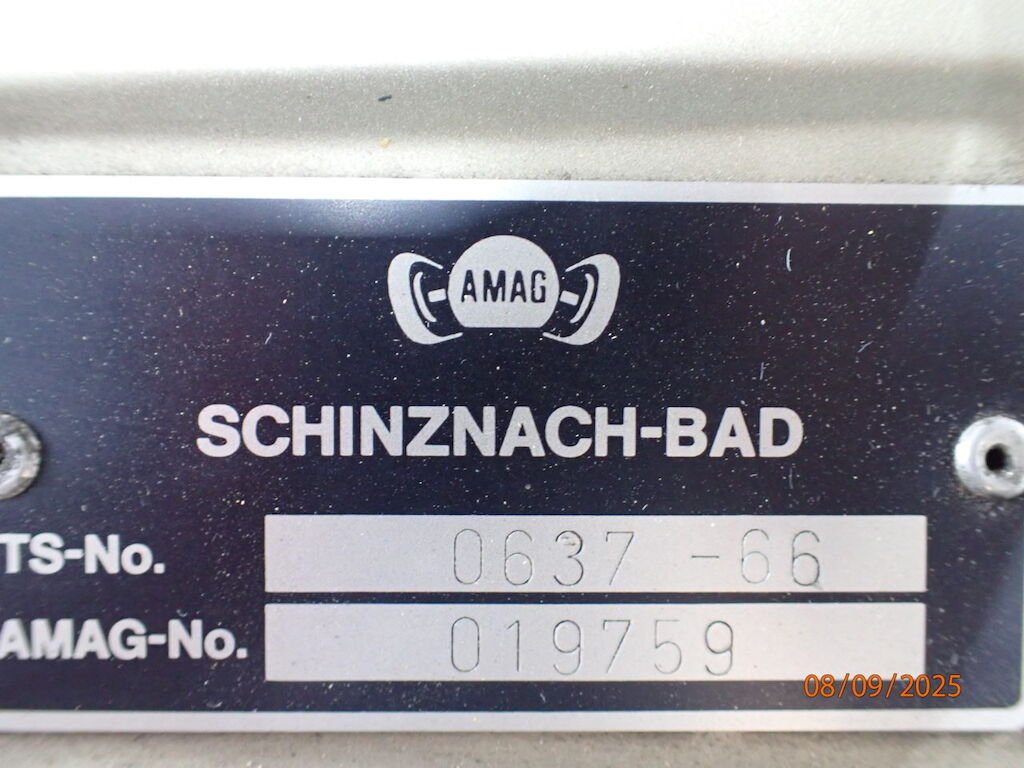 AMAG
SCHINZNACH-BAD
TS-No. 0637 -66
AMAG-No. 019759
08/09/2025